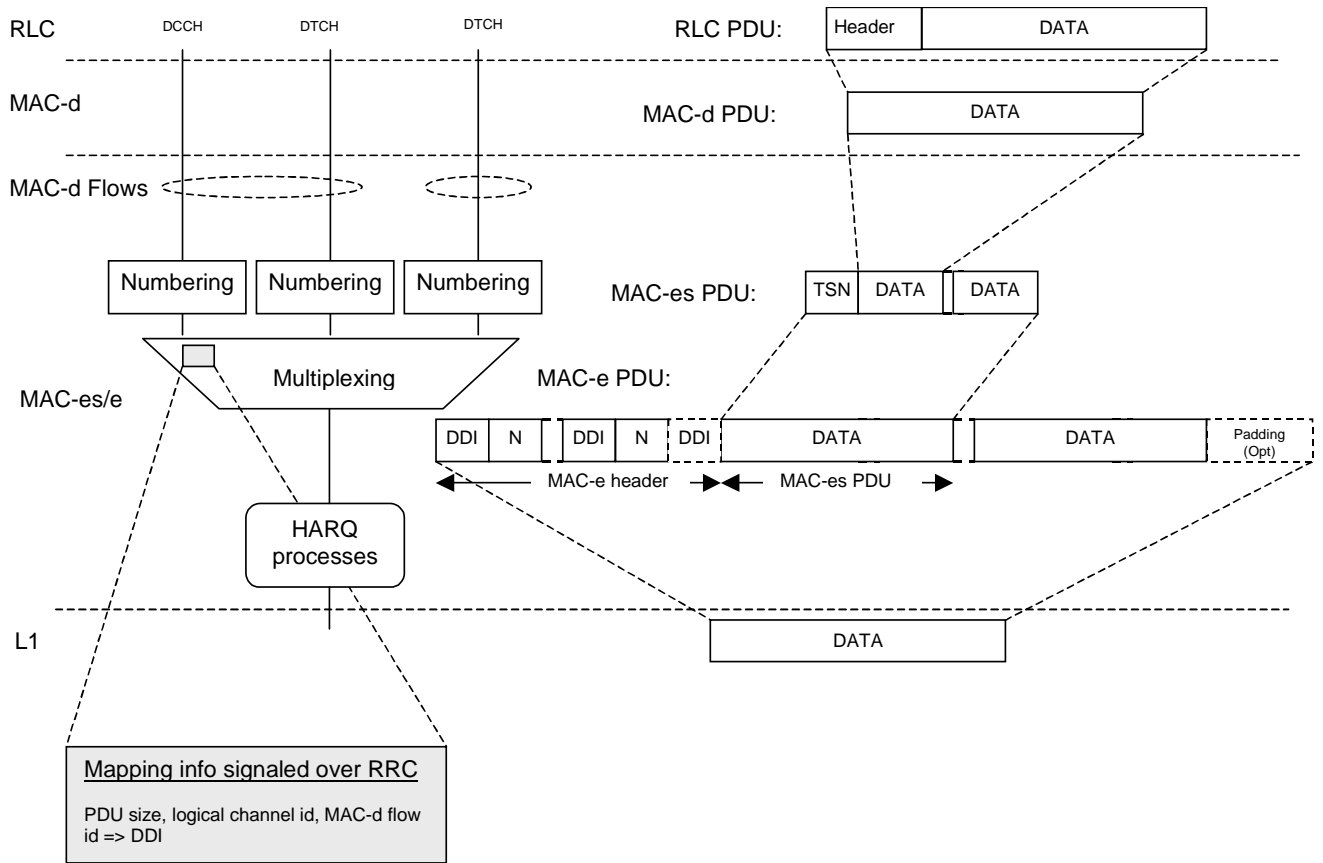 RLC
DCCH
DTCH
DTCH
RLC PDU:
Header
DATA
MAC-d
MAC-d PDU:
DATA
MAC-d Flows
Numbering
Numbering
Numbering
MAC-es PDU:
TSN
DATA
DATA
Multiplexing
MAC-e PDU:
MAC-es/e
DDI
N
DDI
N
DDI
DATA
DATA
Padding
(Opt)
MAC-e header
MAC-es PDU
HARQ
processes
L1
DATA
Mapping info signaled over RRC
PDU size, logical channel id, MAC-d flow
id => DDI